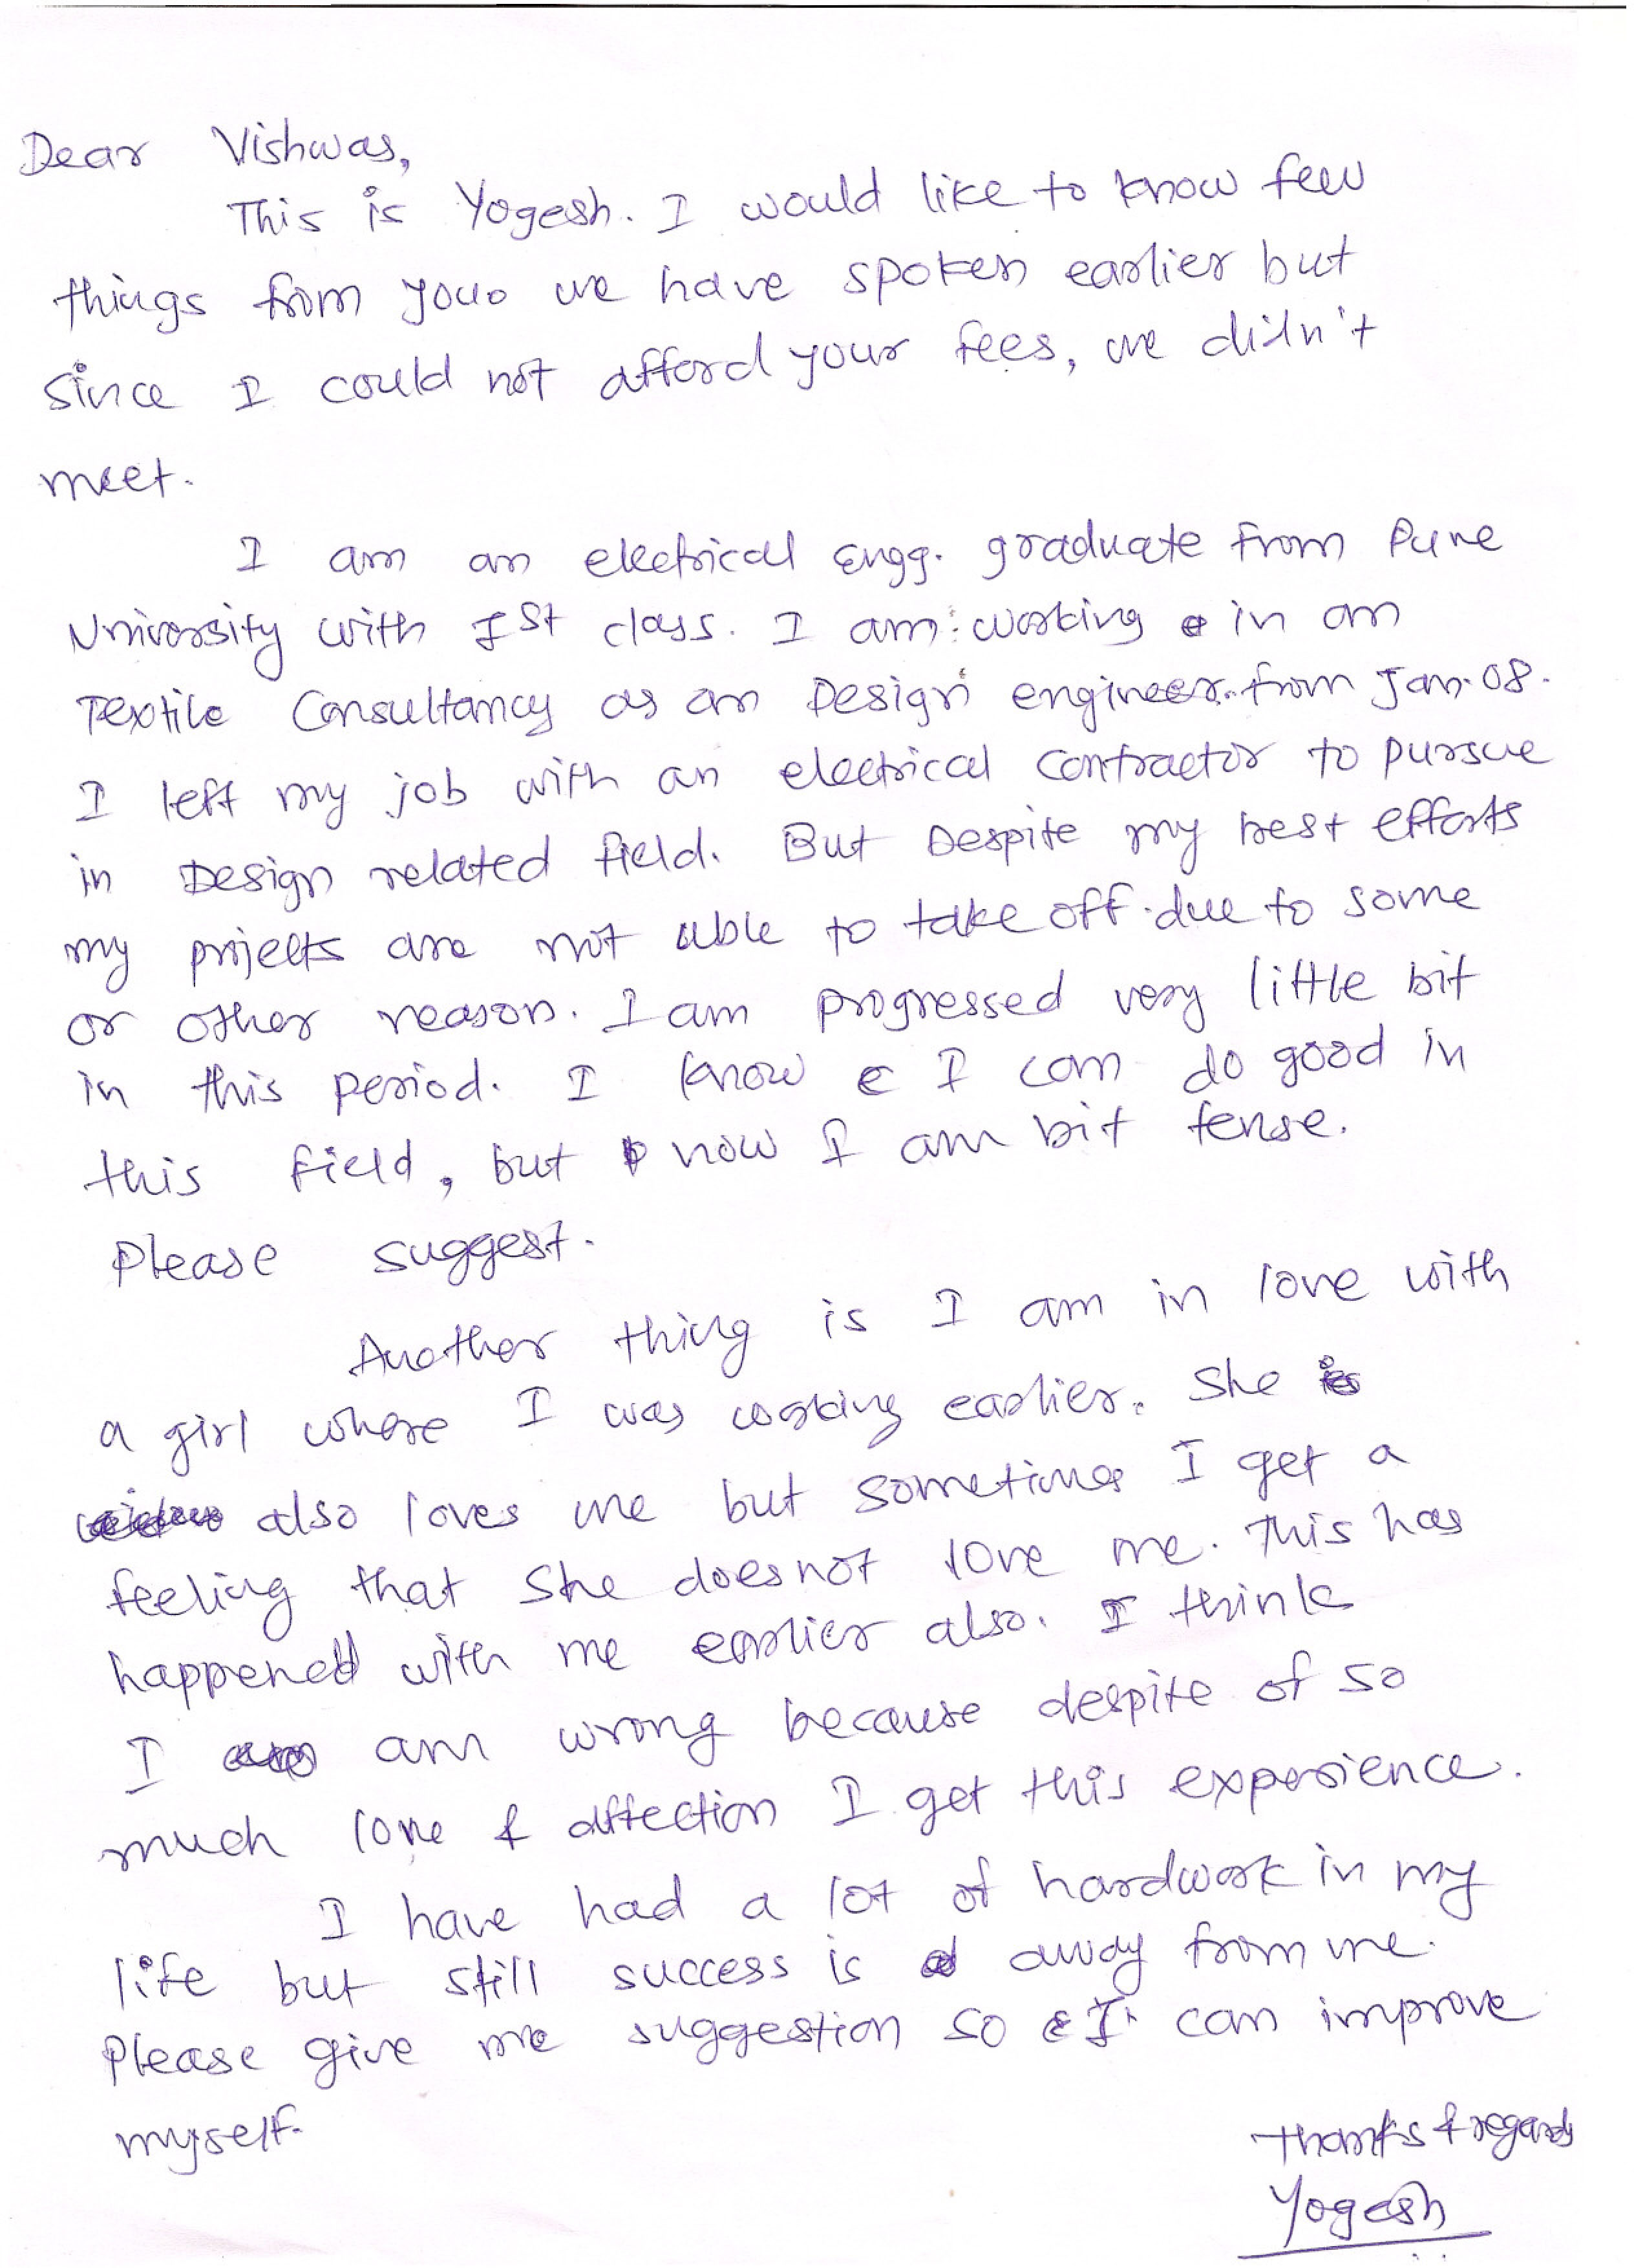 Dear Vishwas,
This is Yogesh. I would like to know few
things from you. we have spoken earlier but
since I could not afford your fees, we didn't
meet.
I am an electrical Engg. graduate from Pune
University with Ist class. I am working in an
Textile Consultancy as an Design engineer from Jan. 08.
I left my job with an electrical contractor to pursue
in Design related field. But Despite my best efforts
my projects are not able to take off due to some
or other reason. I am progressed very little bit
in this period. I know I can do good in
this field, but now I am bit tense.
Please suggest.
Another thing is I am in love with
a girl where I was working earlier. She
also loves me but sometimes I get a
feeling that she does not love me. This has
happened with me earlier also. I think
I am wrong because despite of so
much love & affection I get this experience.
I have had a lot of hardwork in my
life but still success is away from me.
Please give me suggestion so I can improve
myself.
Thanks & regards
Yogesh